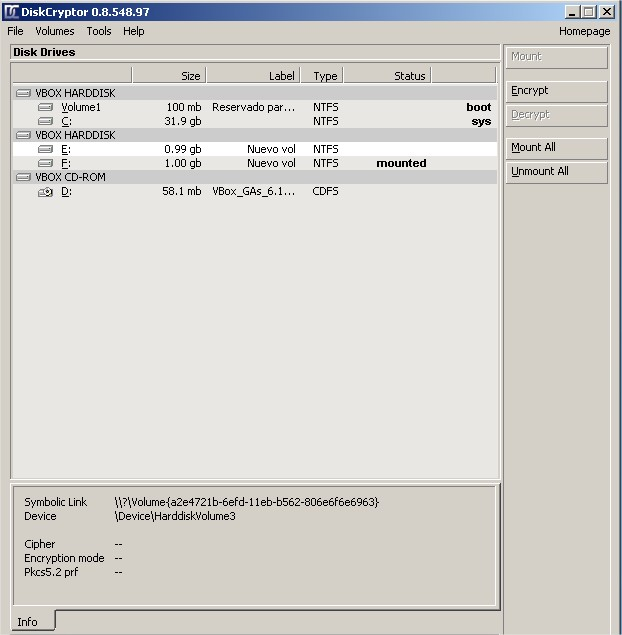 DiskCryptor 0.8.548.97
File Volumes Tools Help Homepage
Disk Drives
Size Label Type Status
VBOX HARDDISK
Volume1 100 mb Reservado par... NTFS boot
C: 31.9 gb NTFS sys
VBOX HARDDISK
E: 0.99 gb Nuevo vol NTFS
F: 1.00 gb Nuevo vol NTFS mounted
VBOX CD-ROM
D: 58.1 mb VBox_GAs_6.1... CDFS
Mount
Encrypt
Decrypt
Mount All
Unmount All
Symbolic Link \\?\Volume{a2e4721b-6efd-11eb-b562-806e6f6e6963}
Device \Device\HarddiskVolume3
Cipher --
Encryption mode --
Pkcs5.2 prf --
Info